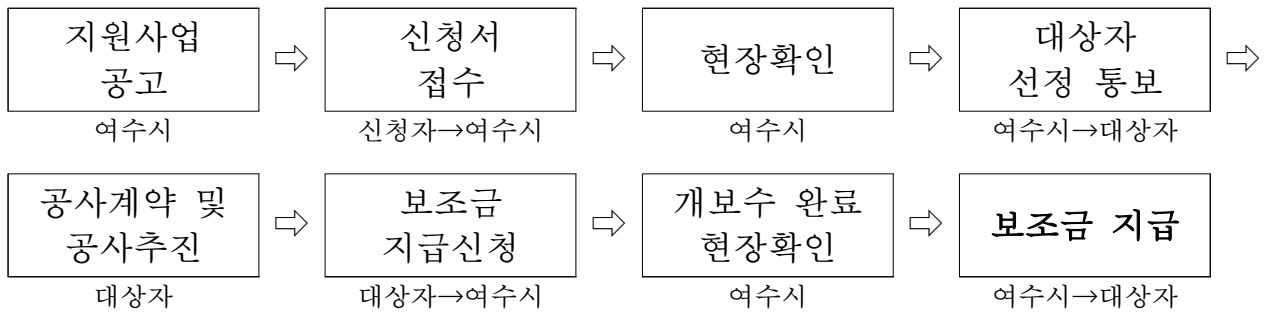 지원사업
공고
⇨
신청서
접수
⇨
현장확인
⇨
대상자
선정 통보
⇨
여수시
신청자→여수시
여수시
여수시→대상자
공사계약 및
공사추진
⇨
보조금
지급신청
⇨
개보수 완료
현장확인
⇨
보조금 지급
대상자
대상자→여수시
여수시
여수시→대상자